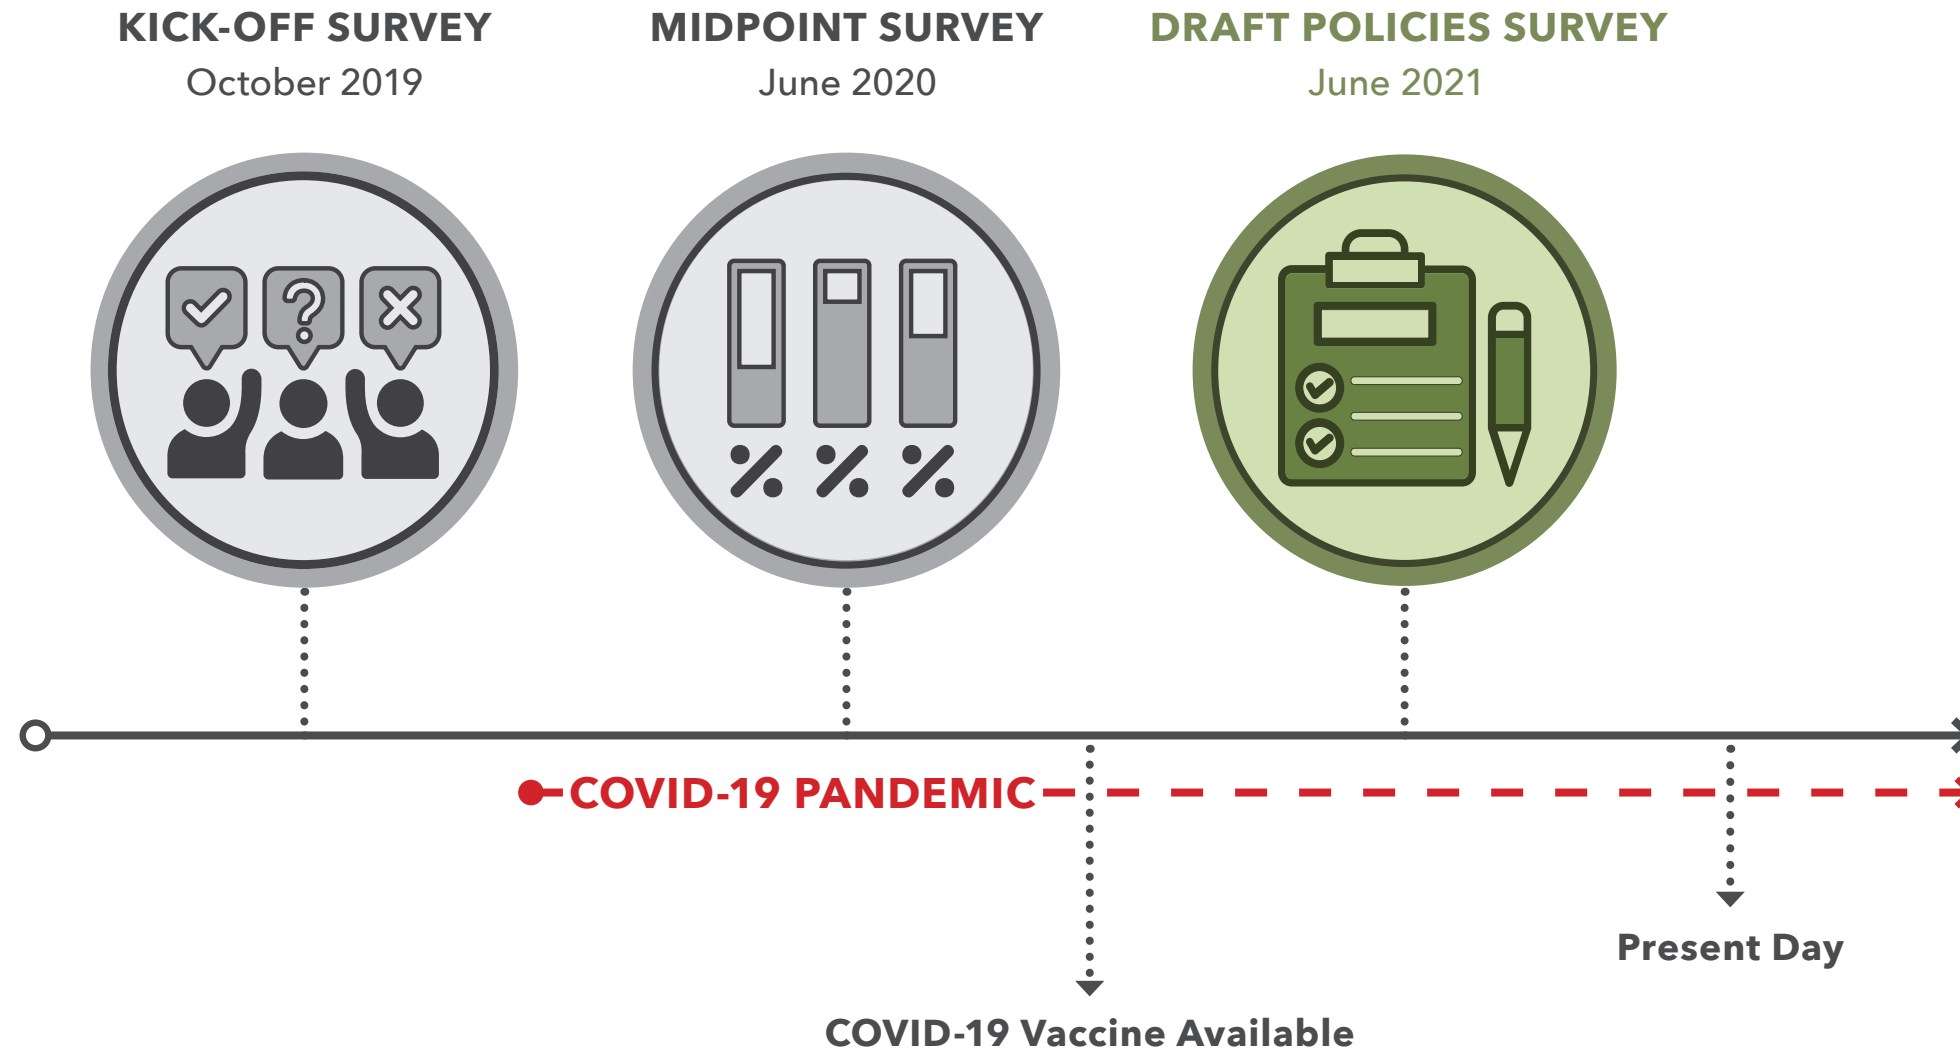 KICK-OFF SURVEY
October 2019
MIDPOINT SURVEY
June 2020
DRAFT POLICIES SURVEY
June 2021
COVID-19 PANDEMIC
Present Day
COVID-19 Vaccine Available